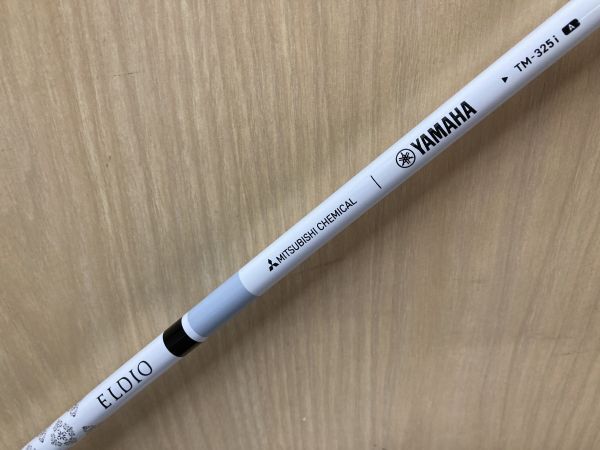 ELDIO
MITSUBISHI CHEMICAL | YAMAHA
▶ TM-325i A